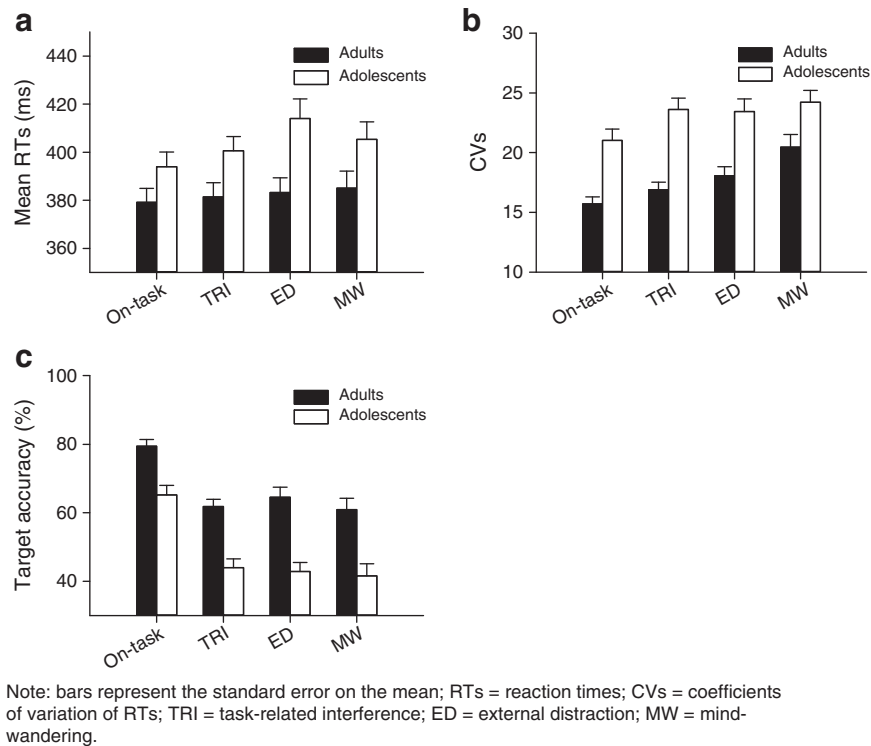 a
440
420
400
380
360
Mean RTs (ms)
Adults
Adolescents
On-task
TRI
ED
MW
b
30
25
20
15
10
CVs
Adults
Adolescents
On-task
TRI
ED
MW
c
100
80
60
40
Target accuracy (%)
Adults
Adolescents
On-task
TRI
ED
MW
Note: bars represent the standard error on the mean; RTs = reaction times; CVs = coefficients
of variation of RTs; TRI = task-related interference; ED = external distraction; MW = mind-
wandering.